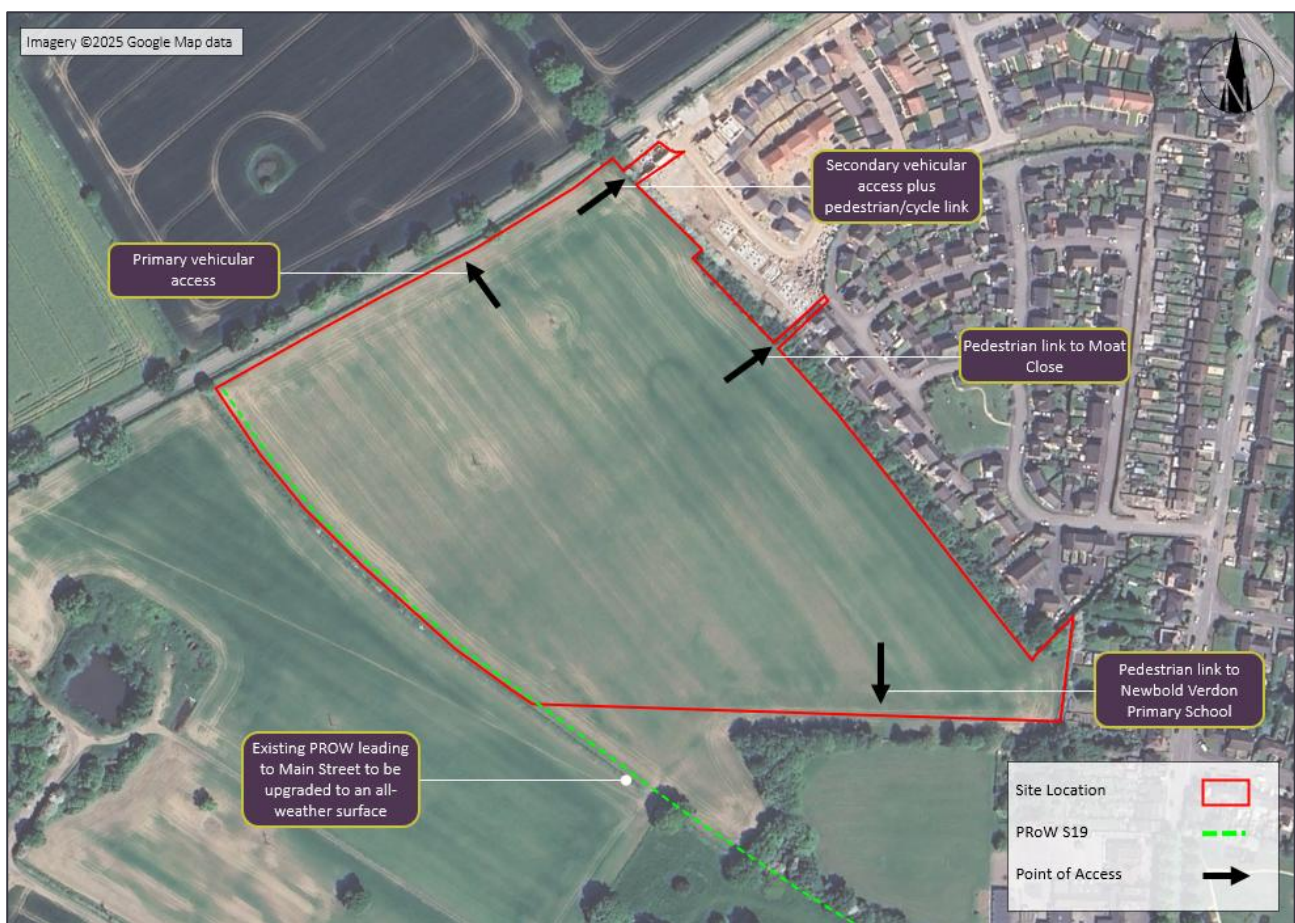 Imagery ©2025 Google Map data
N
Secondary vehicular
access plus
pedestrian/cycle link
Primary vehicular
access
Pedestrian link to Moat
Close
Pedestrian link to
Newbold Verdon
Primary School
Existing PROW leading
to Main Street to be
upgraded to an all-
weather surface
Site Location
PRoW S19
Point of Access